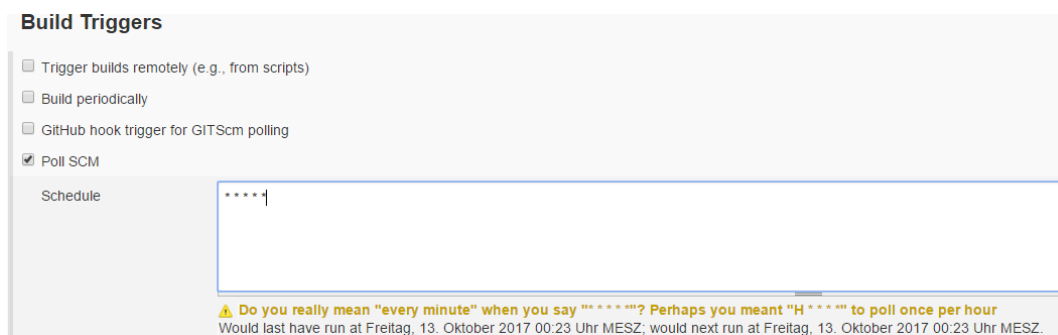 Build Triggers
Trigger builds remotely (e.g., from scripts)
Build periodically
GitHub hook trigger for GITScm polling
Poll SCM
Schedule
* * * * *
Do you really mean "every minute" when you say "* * * * *"? Perhaps you meant "H * * * *" to poll once per hour
Would last have run at Freitag, 13. Oktober 2017 00:23 Uhr MESZ; would next run at Freitag, 13. Oktober 2017 00:23 Uhr MESZ.